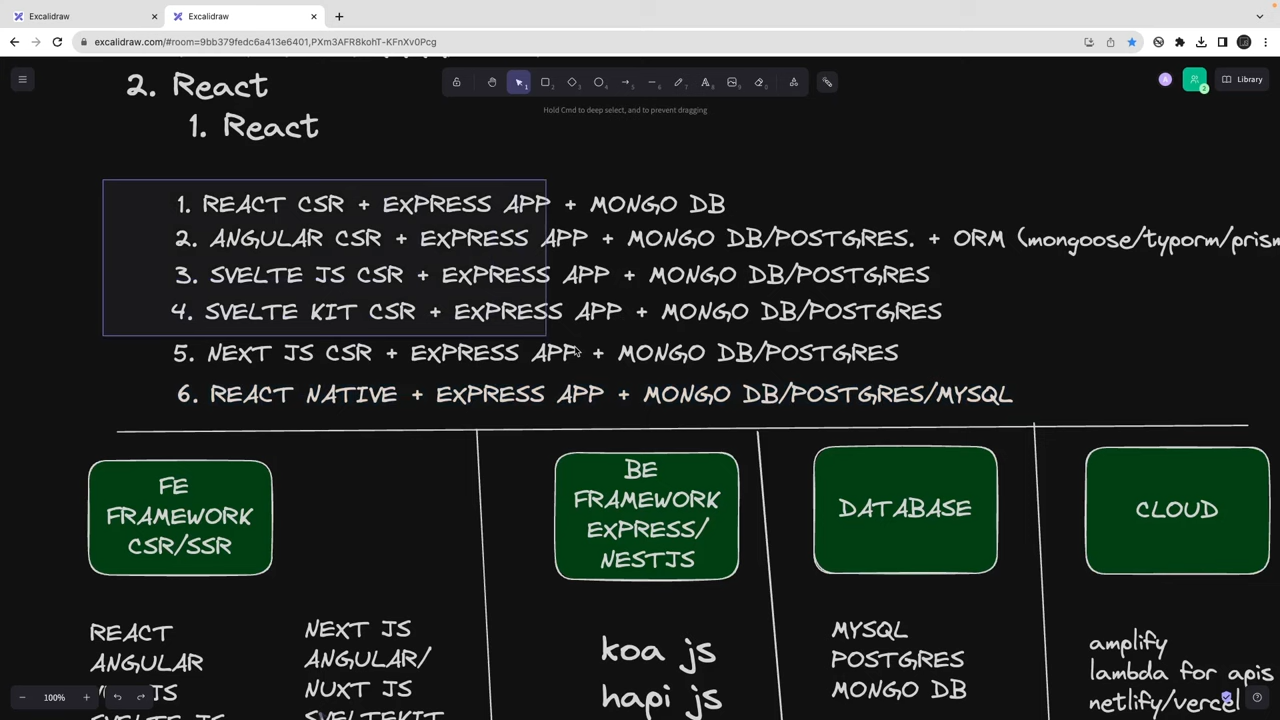 Excalidraw
Excalidraw
excalidraw.com/#room=9bb379fedc6a413e6401,PXm3AFR8kohT-KFnXv0Pcg
Library
Hold Cmd to deep select, and to prevent dragging
2. React
1. React
1. REACT CSR + EXPRESS APP + MONGO DB
2. ANGULAR CSR + EXPRESS APP + MONGO DB/POSTGRES. + ORM (mongoose/typorm/prism
3. SVELTE JS CSR + EXPRESS APP + MONGO DB/POSTGRES
4. SVELTE KIT CSR + EXPRESS APP + MONGO DB/POSTGRES
5. NEXT JS CSR + EXPRESS APP + MONGO DB/POSTGRES
6. REACT NATIVE + EXPRESS APP + MONGO DB/POSTGRES/MYSQL
FE
FRAMEWORK
CSR/SSR
BE
FRAMEWORK
EXPRESS/
NESTJS
DATABASE
CLOUD
REACT
ANGULAR
JS
NEXT JS
ANGULAR/
NUXT JS
SVELTEKIT
koa js
hapi js
MYSQL
POSTGRES
MONGO DB
amplify
lambda for apis
netlify/vercel
100%